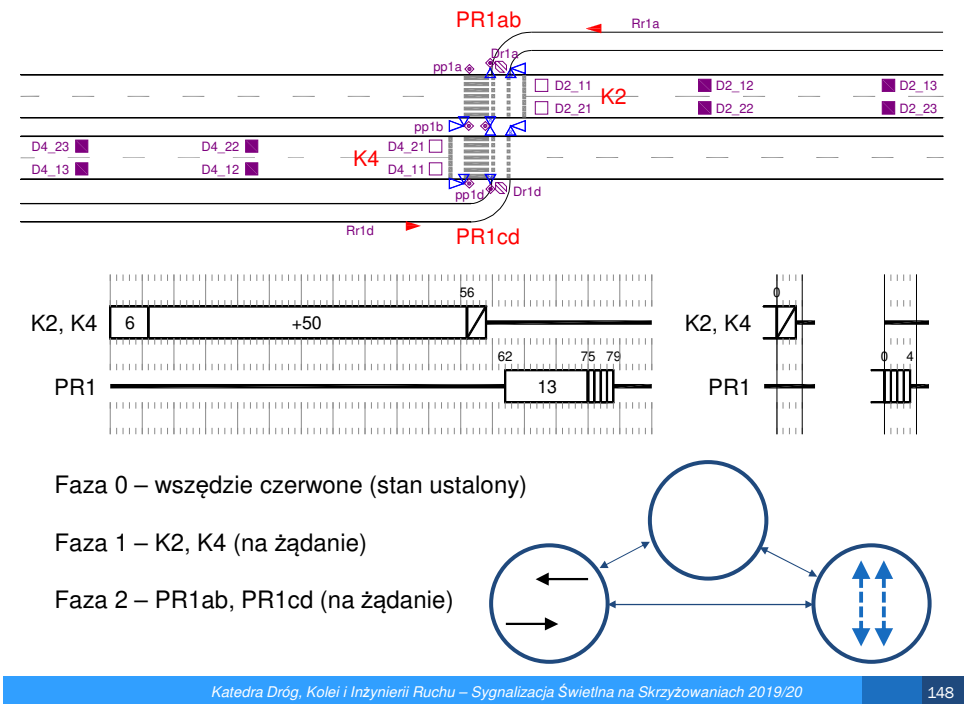 PR1ab
Rr1a
Dr1a
pp1a
D2_11 D2_12 D2_13
K2
D2_21 D2_22 D2_23
pp1b
D4_23 D4_22 D4_21
K4
D4_13 D4_12 D4_11
pp1d Dr1d
Rr1d
PR1cd
56 0
K2, K4 6 +50 K2, K4
62 75 79 0 4
PR1 13 PR1
Faza 0 – wszędzie czerwone (stan ustalony)
Faza 1 – K2, K4 (na żądanie)
Faza 2 – PR1ab, PR1cd (na żądanie)
Katedra Dróg, Kolei i Inżynierii Ruchu – Sygnalizacja Świetlna na Skrzyżowaniach 2019/20 148